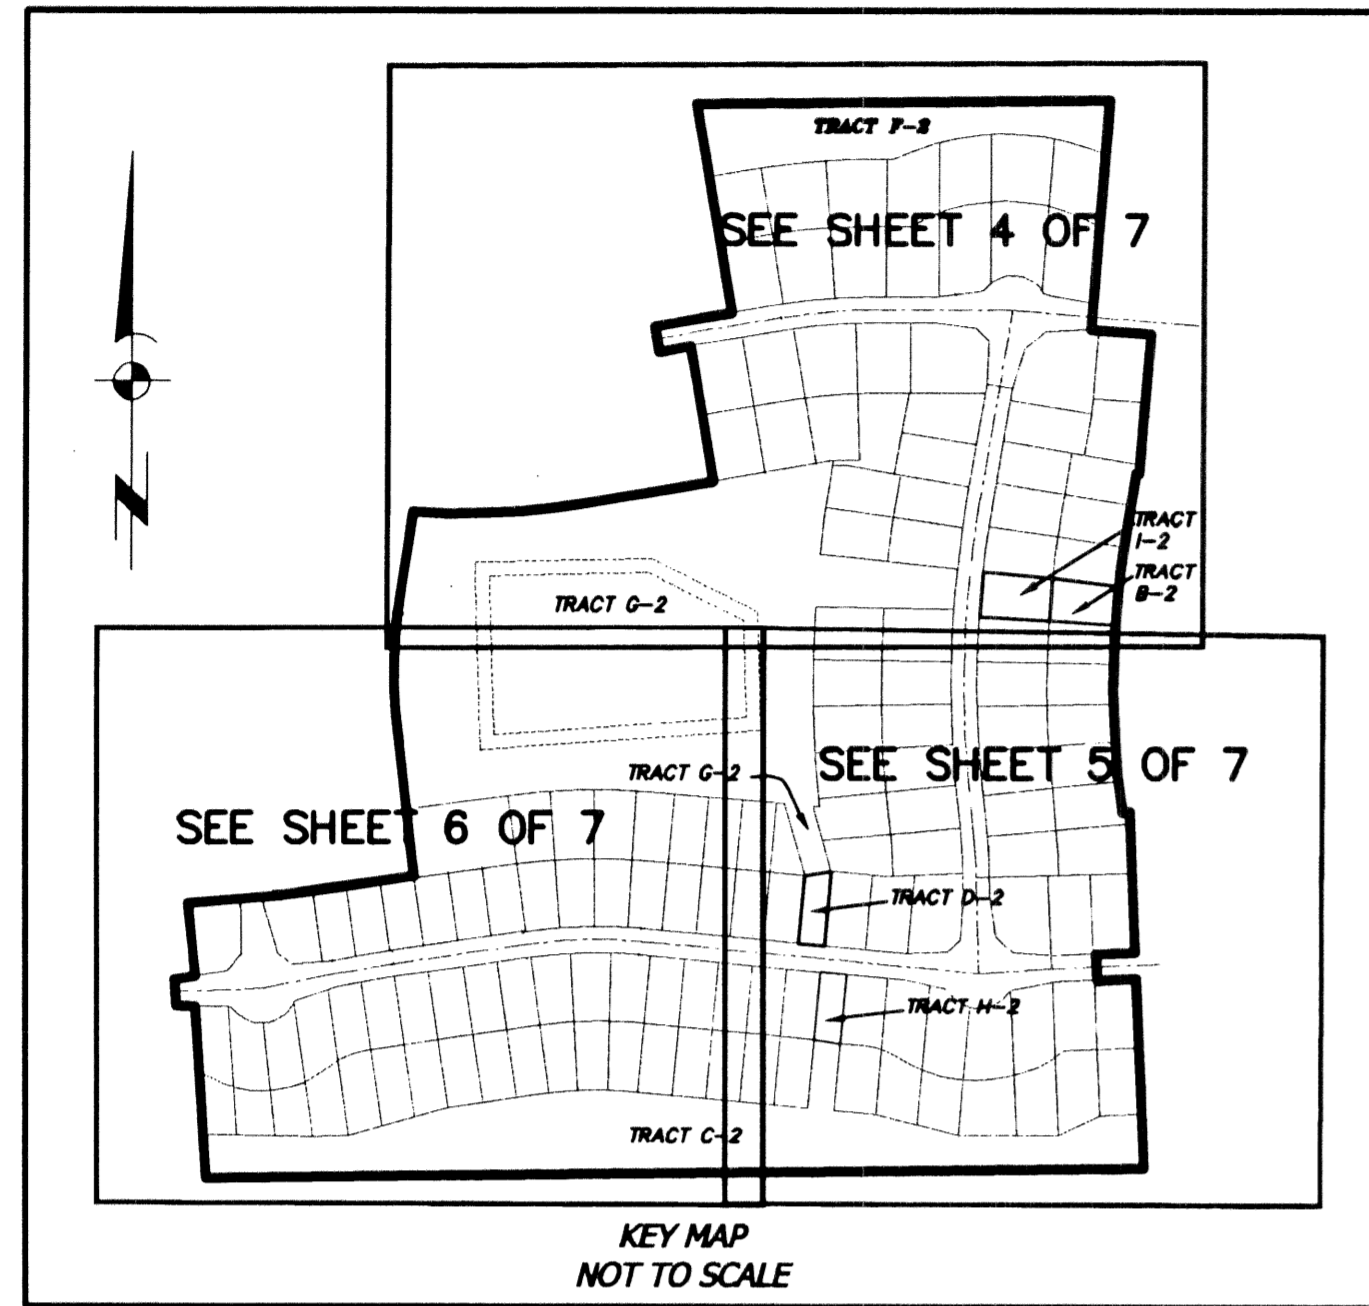 TRACT F-2
SEE SHEET 4 OF 7
TRACT
I-2
TRACT
B-2
TRACT G-2
TRACT G-2
SEE SHEET 5 OF 7
SEE SHEET 6 OF 7
TRACT D-2
TRACT H-2
TRACT C-2
N
KEY MAP
NOT TO SCALE